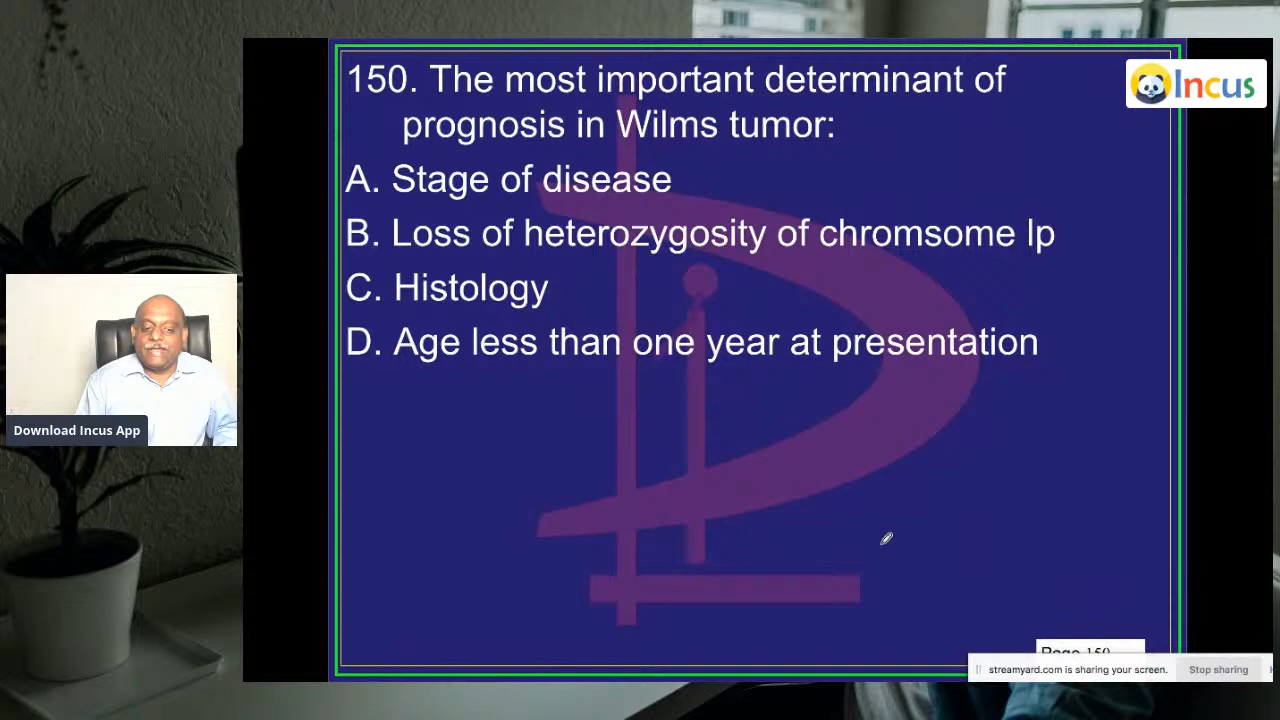 150. The most important determinant of
prognosis in Wilms tumor:
A. Stage of disease
B. Loss of heterozygosity of chromsome lp
C. Histology
D. Age less than one year at presentation
Incus
Download Incus App
Page 150
streamyard.com is sharing your screen.
Stop sharing